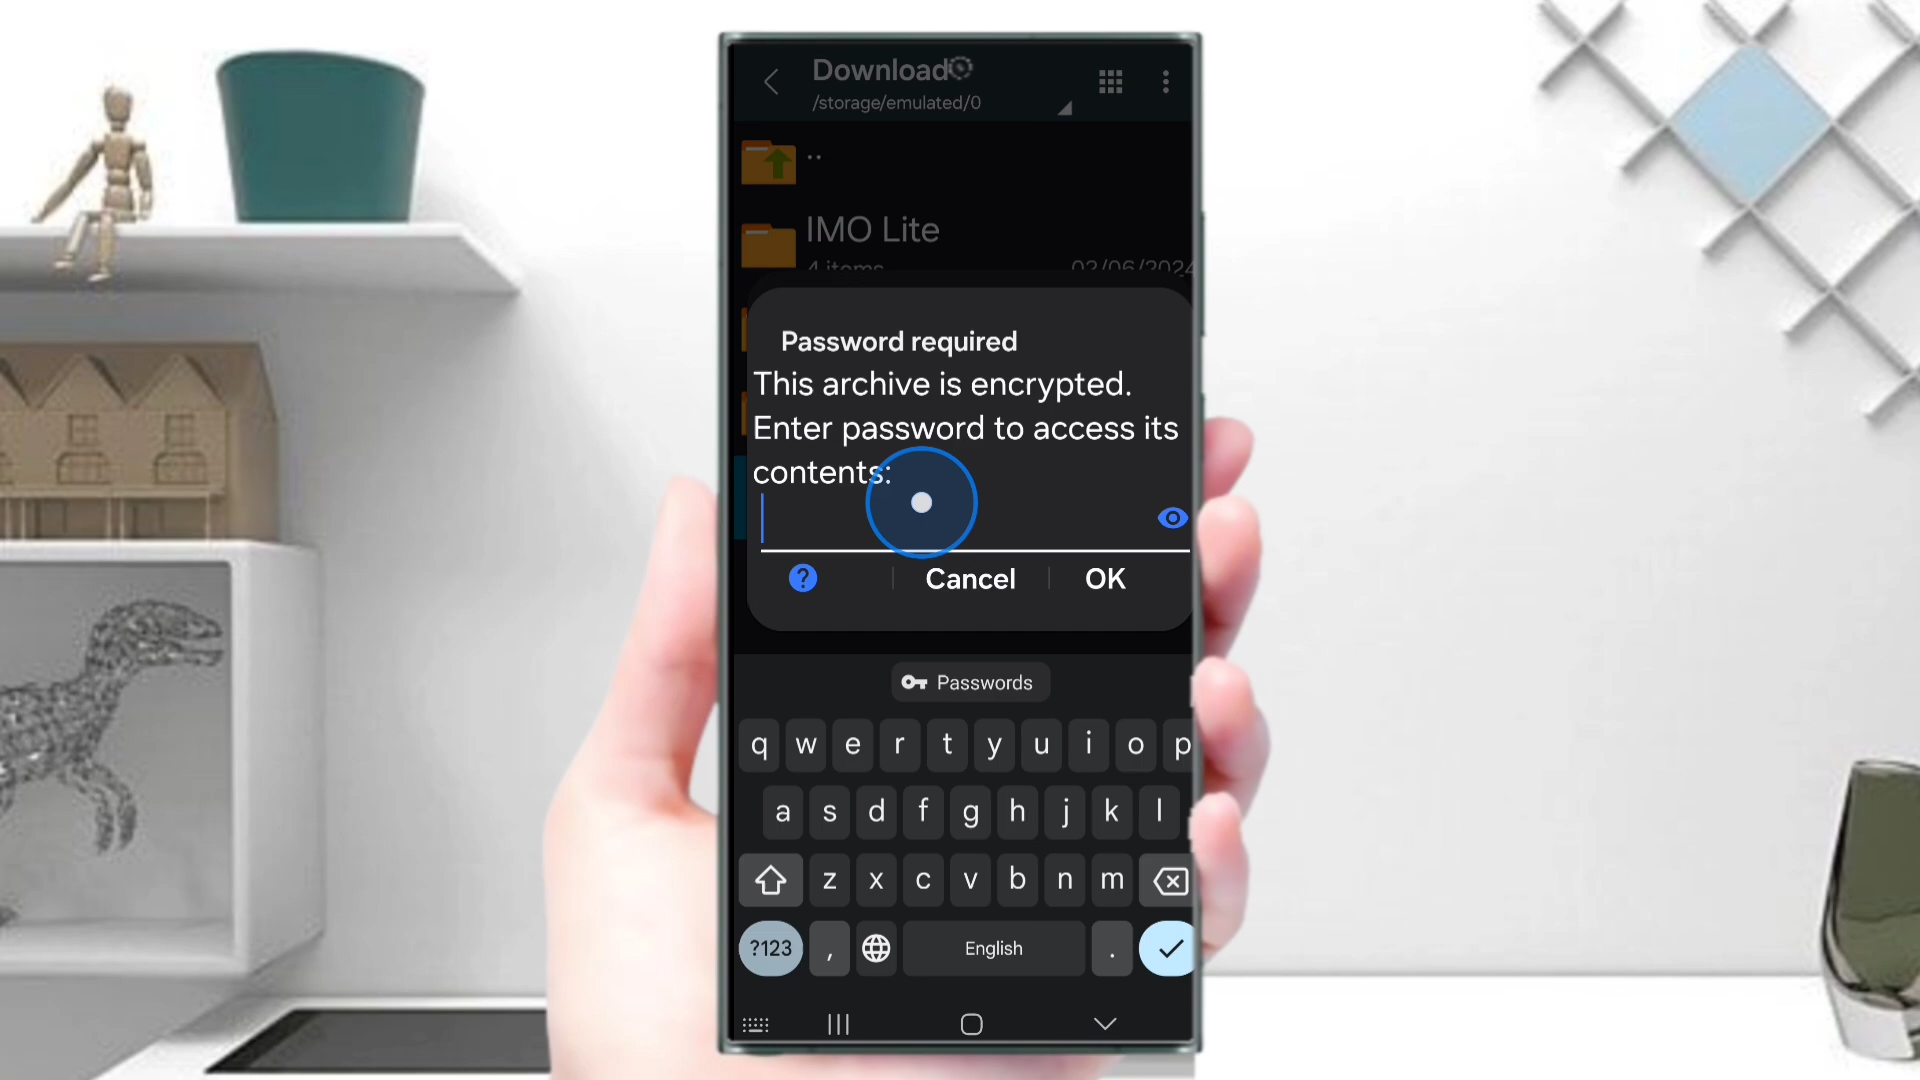 Download
/storage/emulated/0
..
IMO Lite
4 items 02/06/2024
Password required
This archive is encrypted.
Enter password to access its
contents:
?
Cancel
OK
Passwords
q w e r t y u i o p
a s d f g h j k l
z x c v b n m
?123 , English .